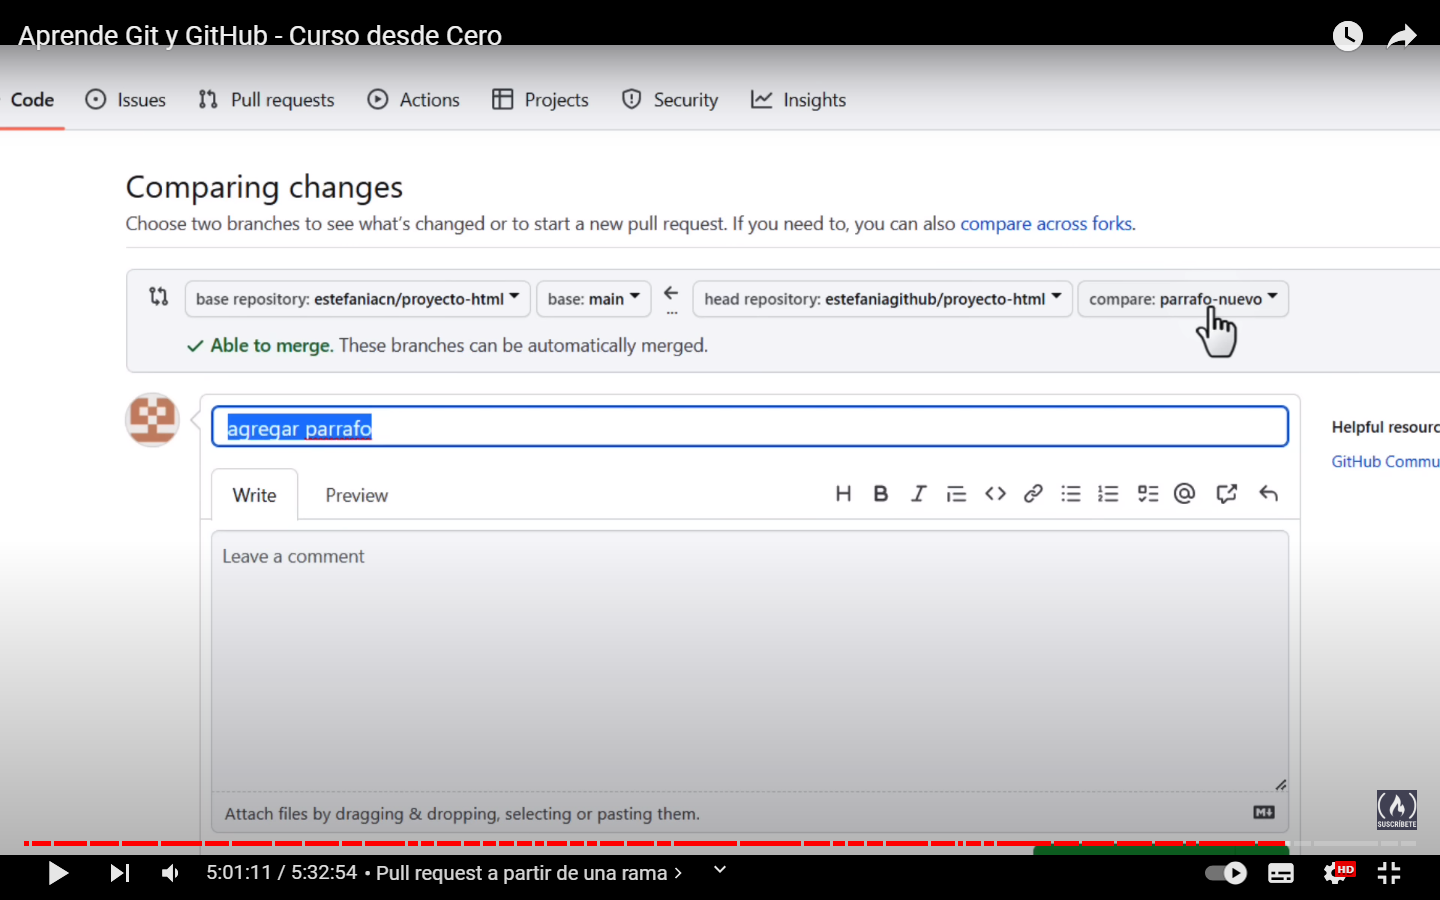 Aprende Git y GitHub - Curso desde Cero
Code Issues Pull requests Actions Projects Security Insights
Comparing changes
Choose two branches to see what's changed or to start a new pull request. If you need to, you can also compare across forks.
base repository: estefaniacn/proyecto-html base: main ... head repository: estefaniagithub/proyecto-html compare: parrafo-nuevo
Able to merge. These branches can be automatically merged.
agregar parrafo
Helpful resourc
GitHub Commu
Write Preview
Leave a comment
Attach files by dragging & dropping, selecting or pasting them.
SUSCRÍBETE
5:01:11 / 5:32:54 • Pull request a partir de una rama
HD